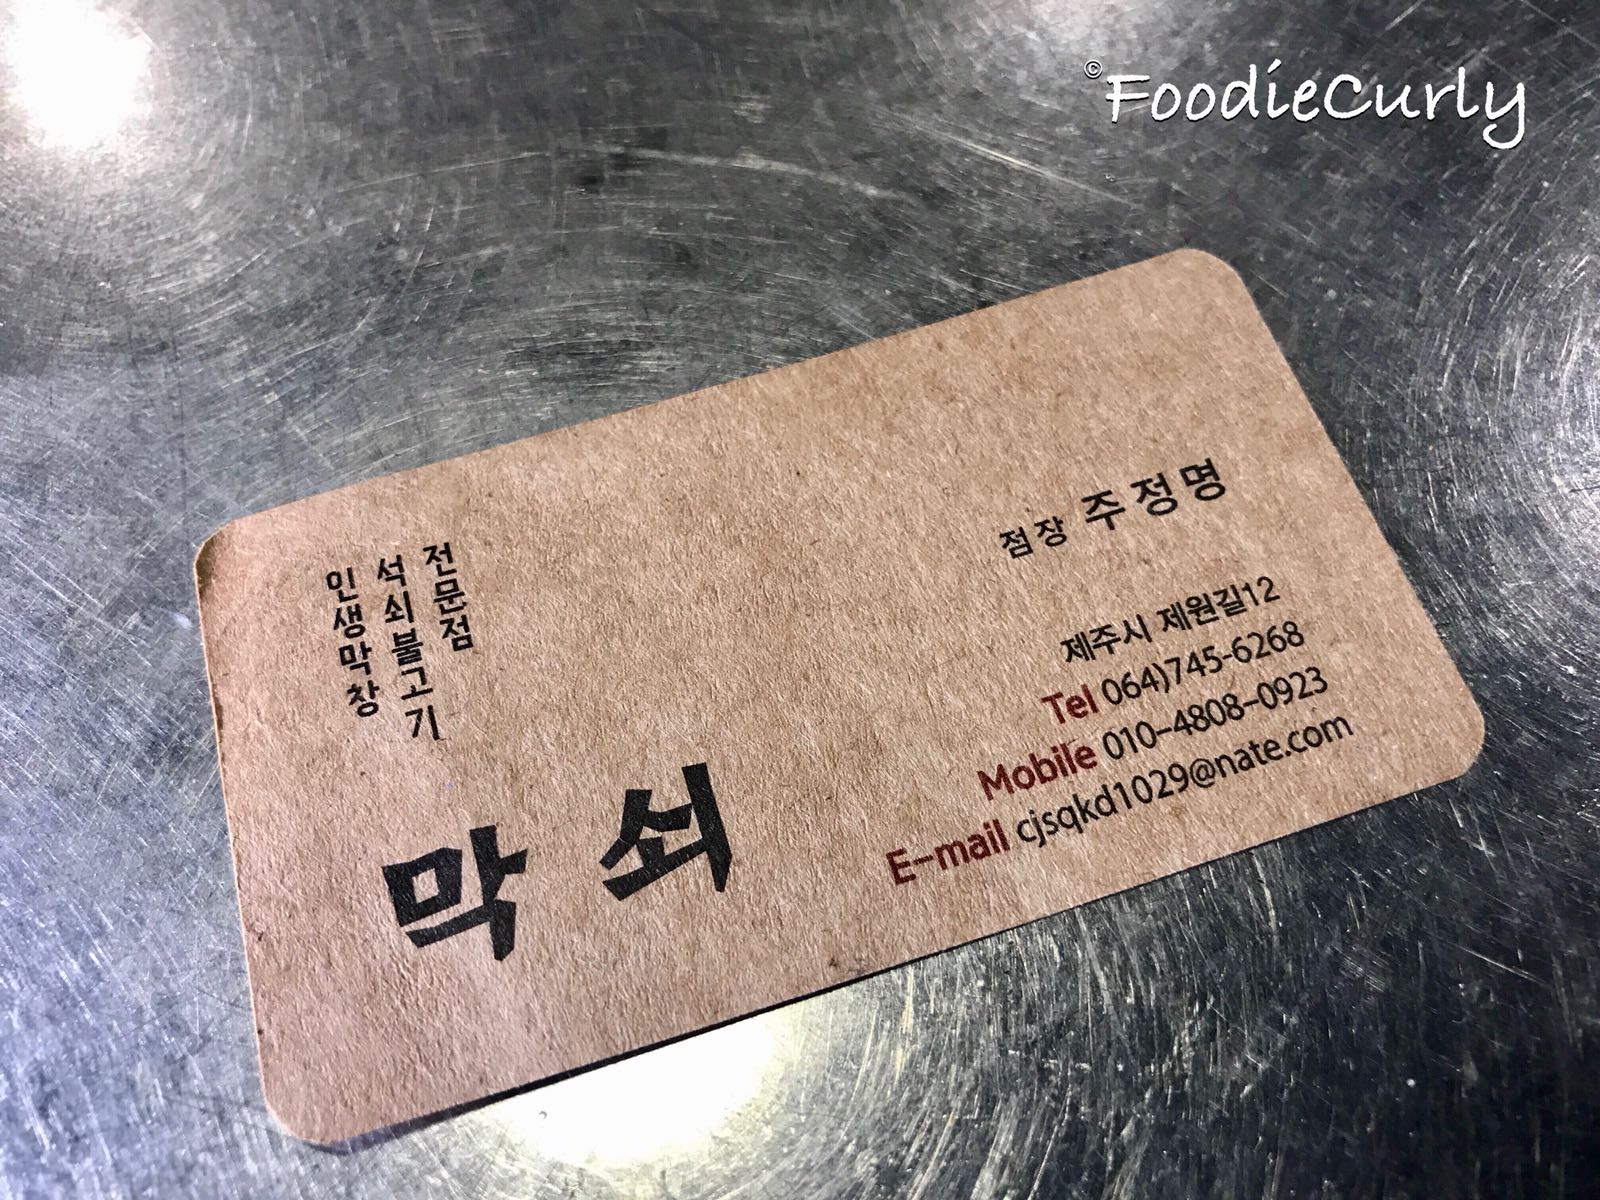 ©FoodieCurly
인생막창
석쇠불고기
전문점
막쇠
점장 주정명
제주시 제원길12
Tel 064)745-6268
Mobile 010-4808-0923
E-mail cjsqkd1029@nate.com